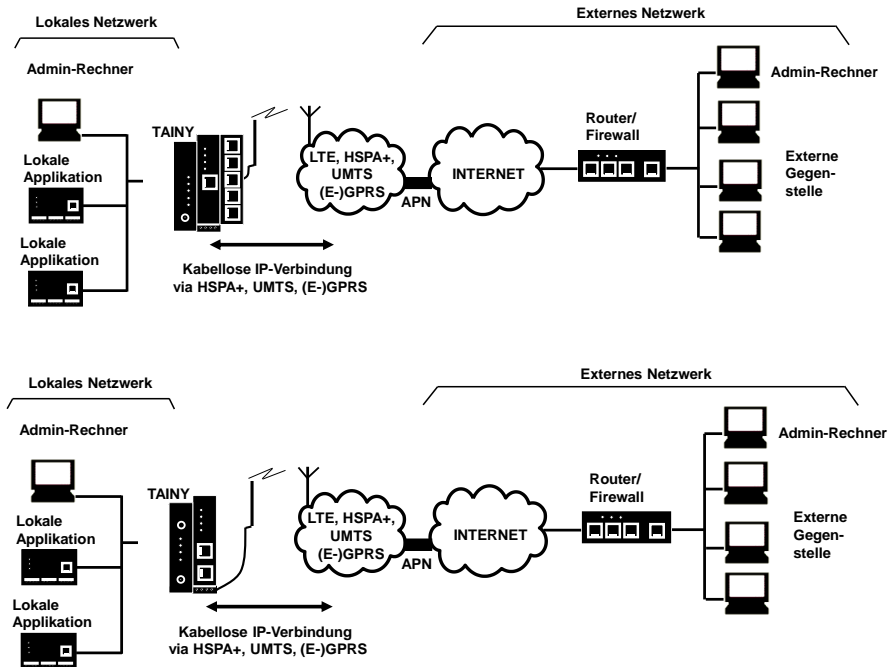 Lokales Netzwerk
Externes Netzwerk
Admin-Rechner
Admin-Rechner
TAINY
Router/
Firewall
Lokale
Applikation
LTE, HSPA+,
UMTS
(E-)GPRS
INTERNET
Externe
Gegen-
stelle
APN
Lokale
Applikation
Kabellose IP-Verbindung
via HSPA+, UMTS, (E-)GPRS
Lokales Netzwerk
Externes Netzwerk
Admin-Rechner
Admin-Rechner
TAINY
Router/
Firewall
Lokale
Applikation
LTE, HSPA+,
UMTS
(E-)GPRS
INTERNET
Externe
Gegen-
stelle
APN
Lokale
Applikation
Kabellose IP-Verbindung
via HSPA+, UMTS, (E-)GPRS